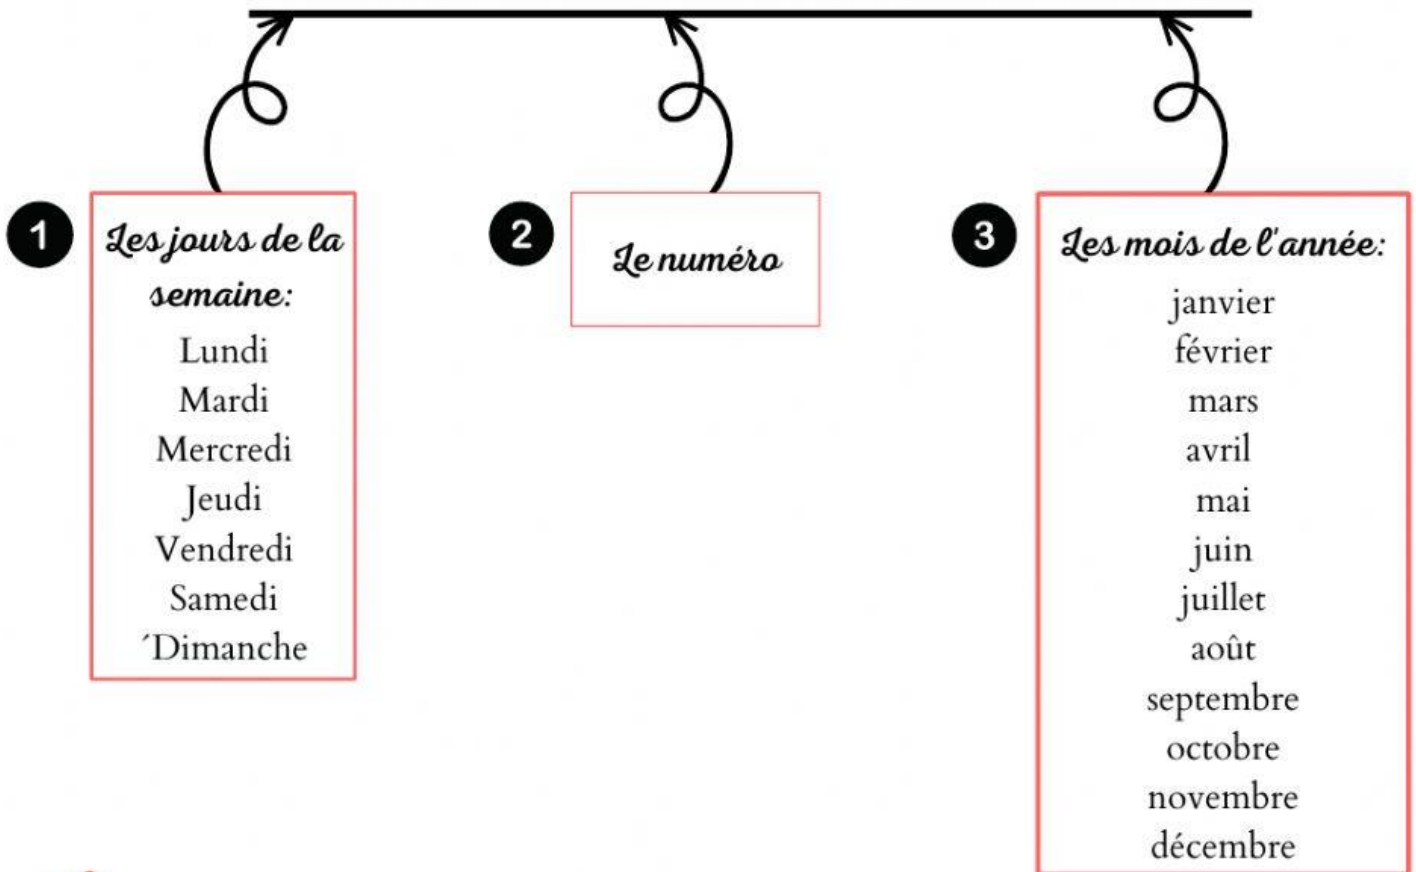 1
Les jours de la
semaine:
Lundi
Mardi
Mercredi
Jeudi
Vendredi
Samedi
´Dimanche
2
Le numéro
3
Les mois de l'année:
janvier
février
mars
avril
mai
juin
juillet
août
septembre
octobre
novembre
décembre